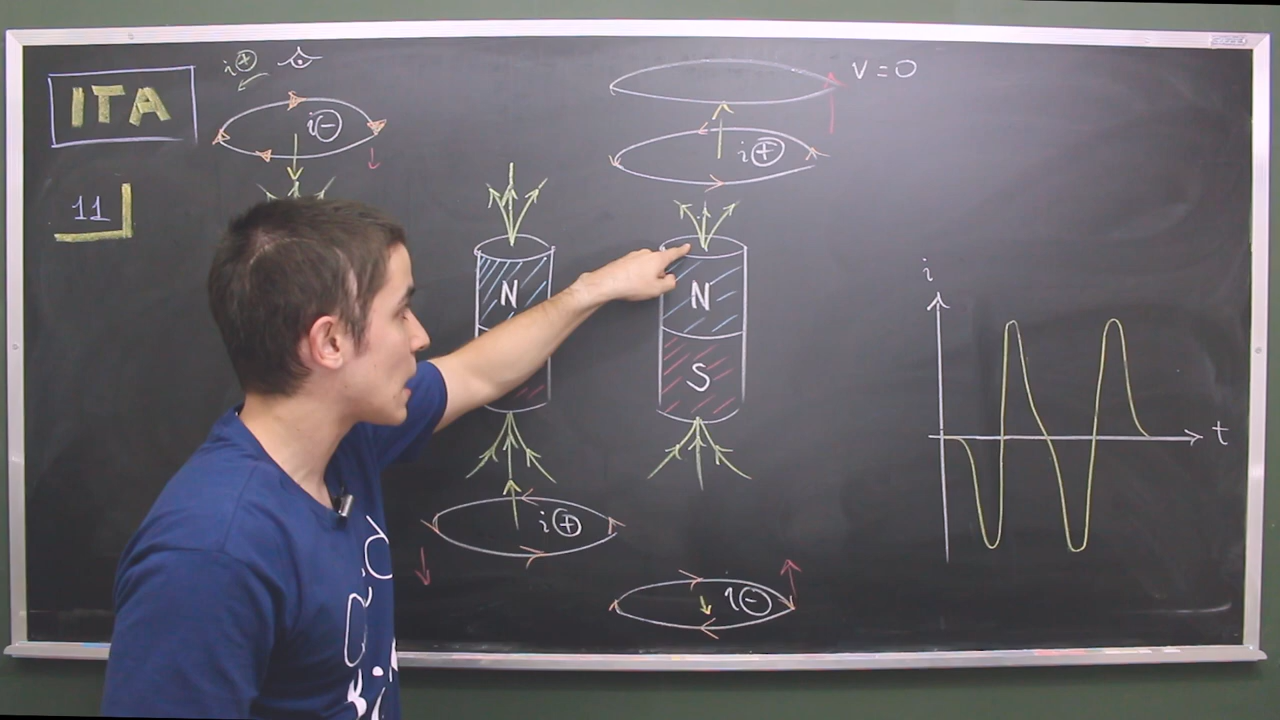 ITA
11
i ⊕
i ⊖
N
i ⊕
V = 0
i ⊕
N
S
i ⊖
i
t